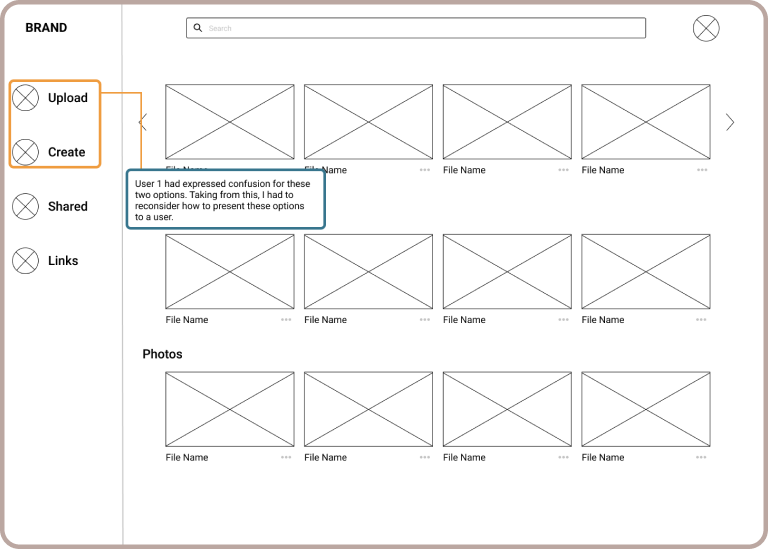 BRAND
Search
Upload
Create
Shared
Links
File Name
File Name
File Name
File Name
User 1 had expressed confusion for these
two options. Taking from this, I had to
reconsider how to present these options
to a user.
File Name
File Name
File Name
File Name
Photos
File Name
File Name
File Name
File Name